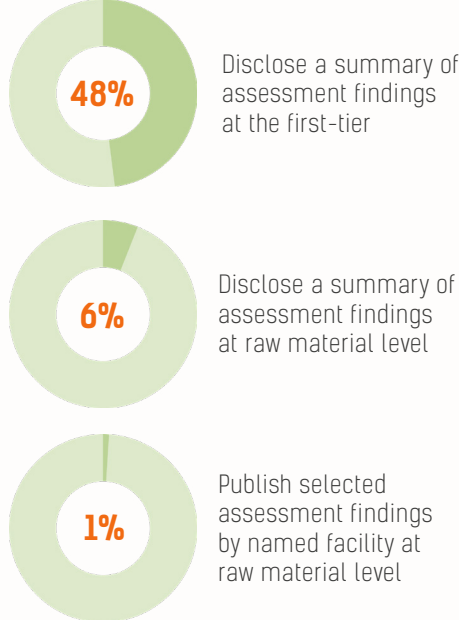 48%
Disclose a summary of
assessment findings
at the first-tier
6%
Disclose a summary of
assessment findings
at raw material level
1%
Publish selected
assessment findings
by named facility at
raw material level